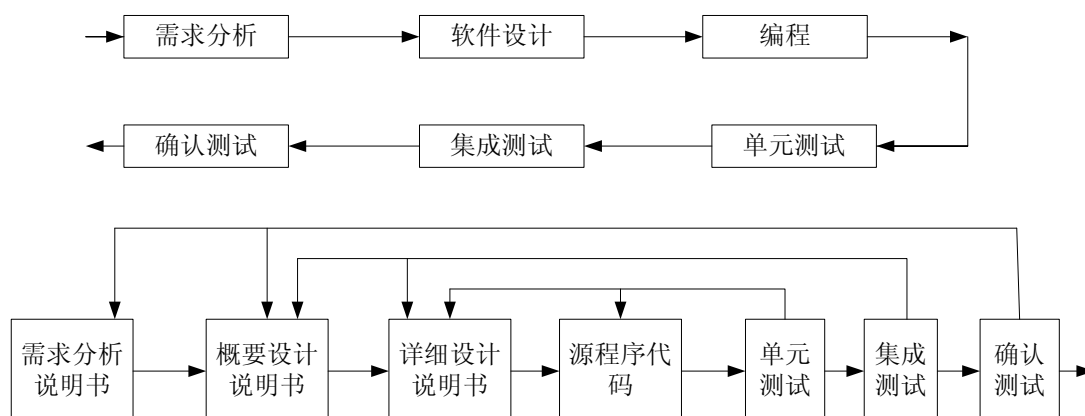 需求分析
软件设计
编程
确认测试
集成测试
单元测试
需求分析
说明书
概要设计
说明书
详细设计
说明书
源程序代
码
单元
测试
集成
测试
确认
测试